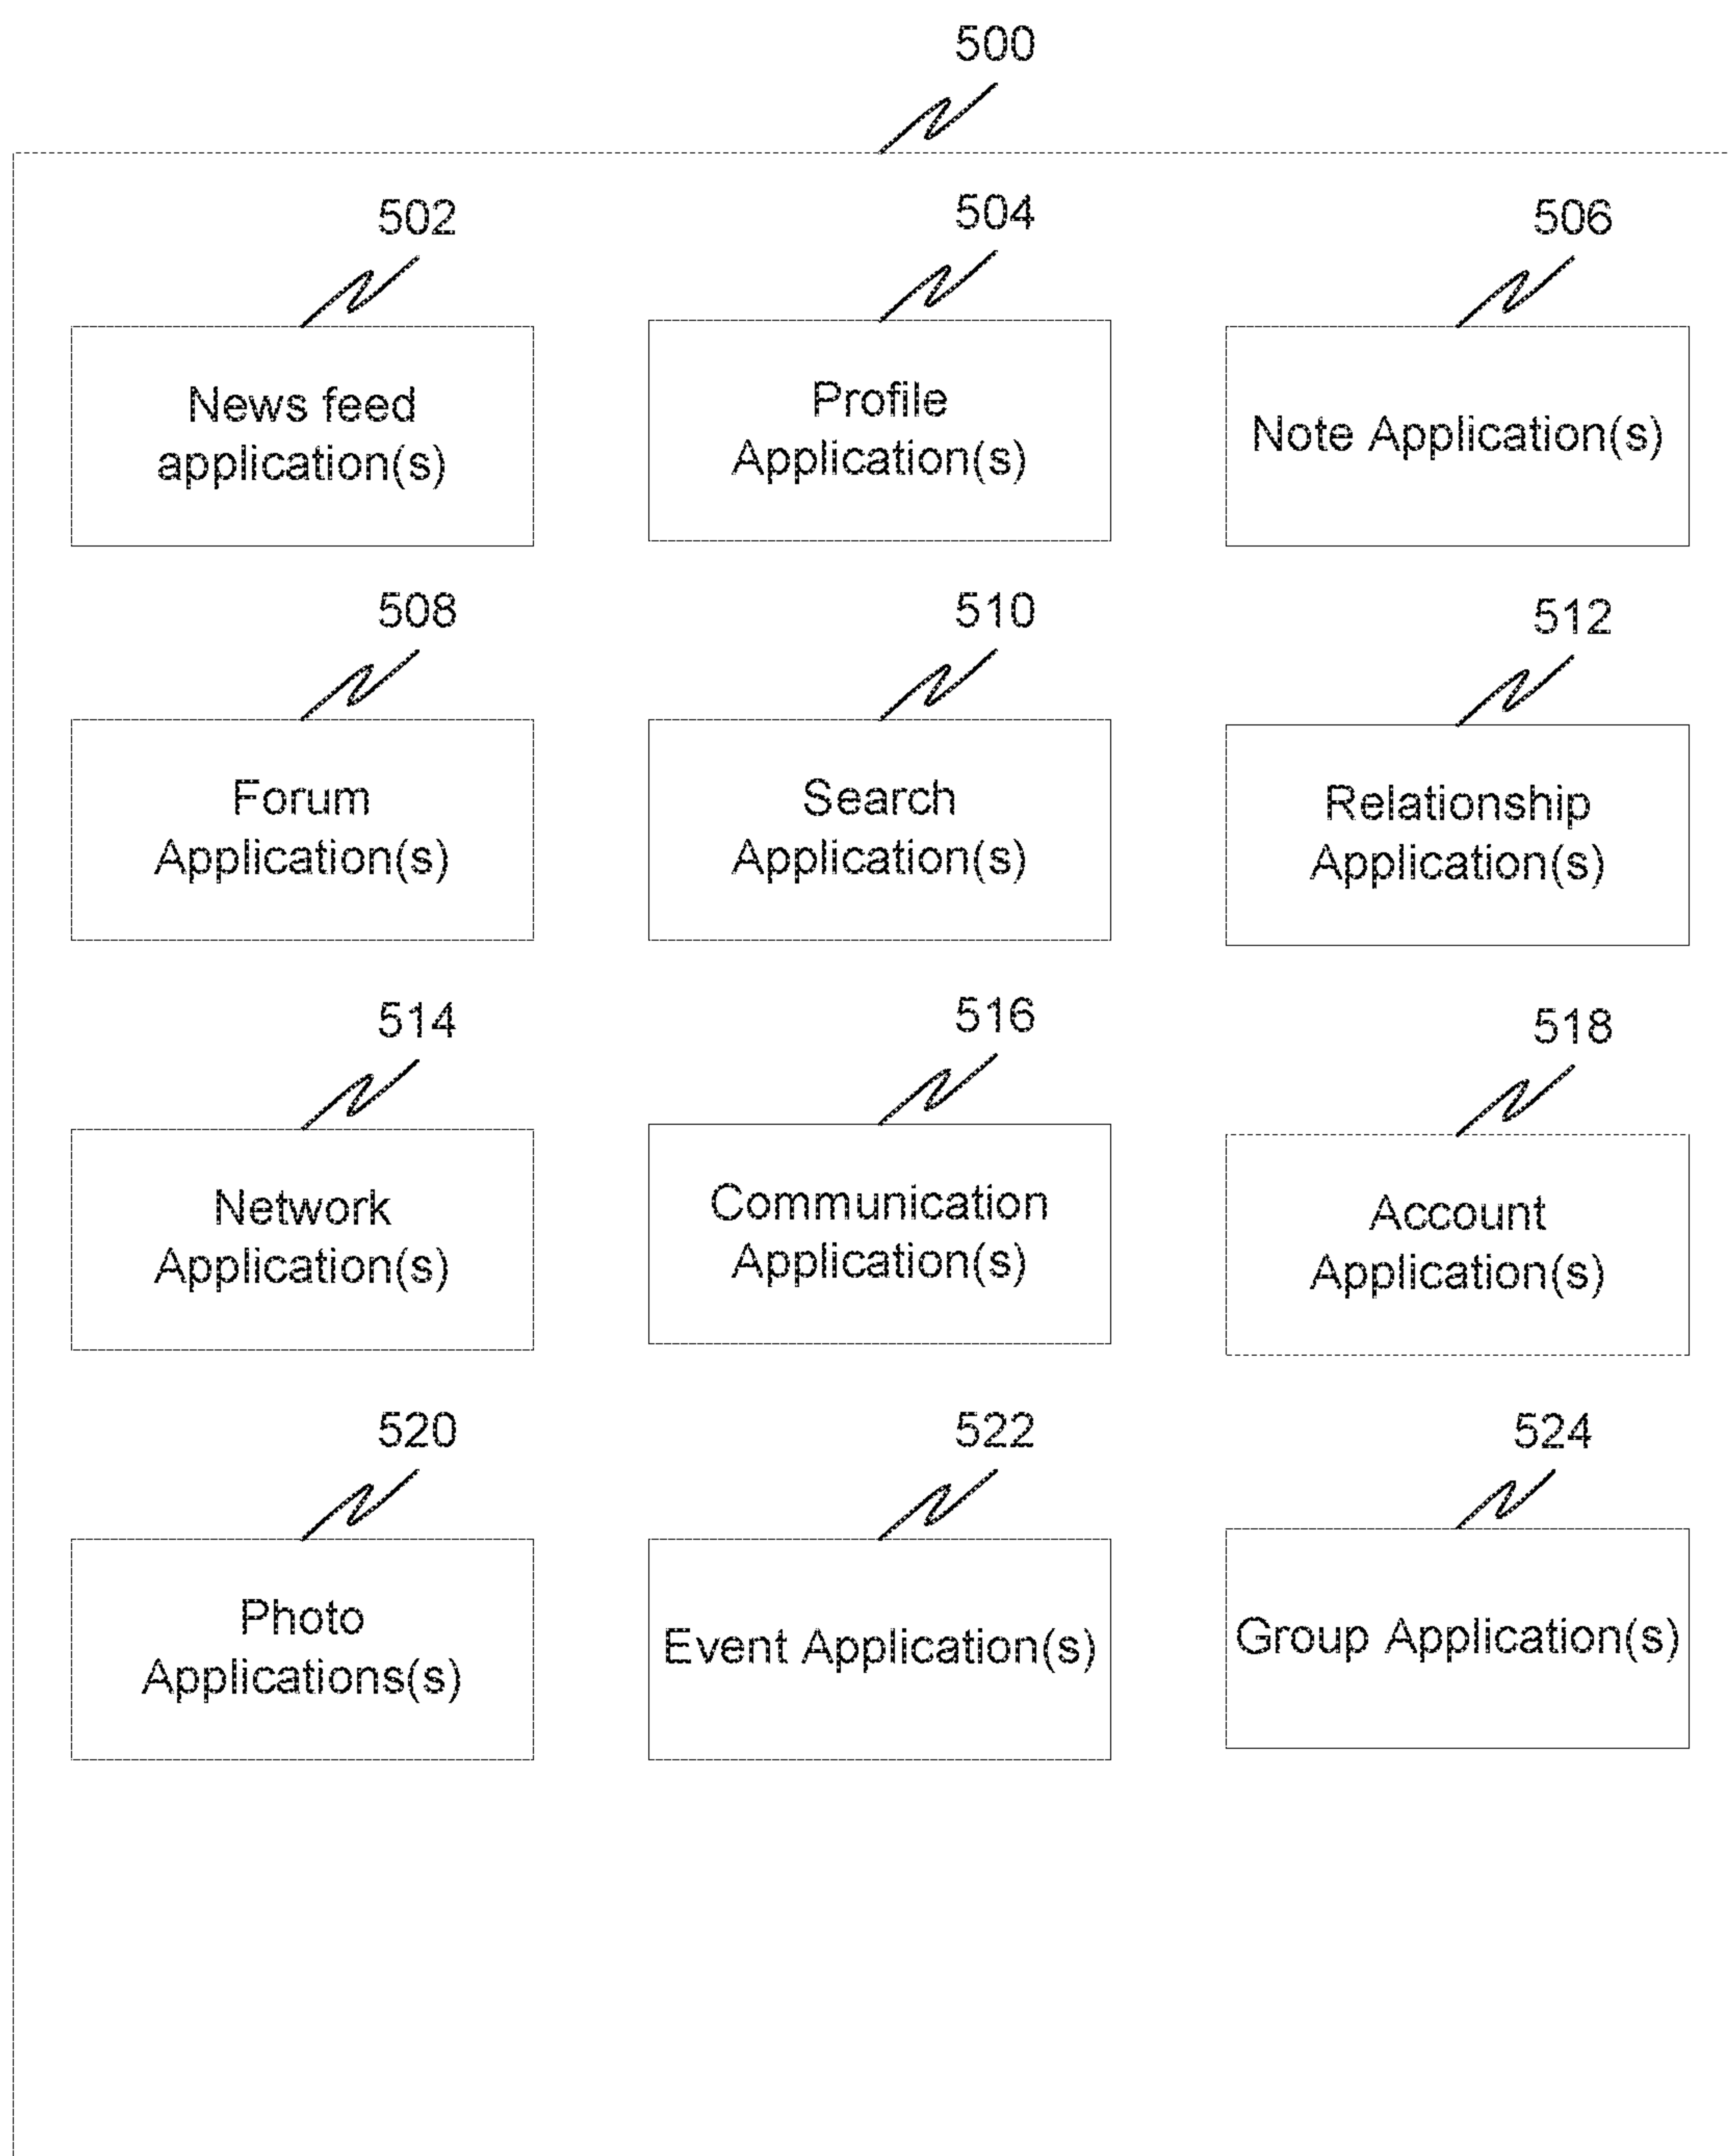 500
502
504
506
News feed
application(s)
Profile
Application(s)
Note Application(s)
508
510
512
Forum
Application(s)
Search
Application(s)
Relationship
Application(s)
514
516
518
Network
Application(s)
Communication
Application(s)
Account
Application(s)
520
522
524
Photo
Applications(s)
Event Application(s)
Group Application(s)